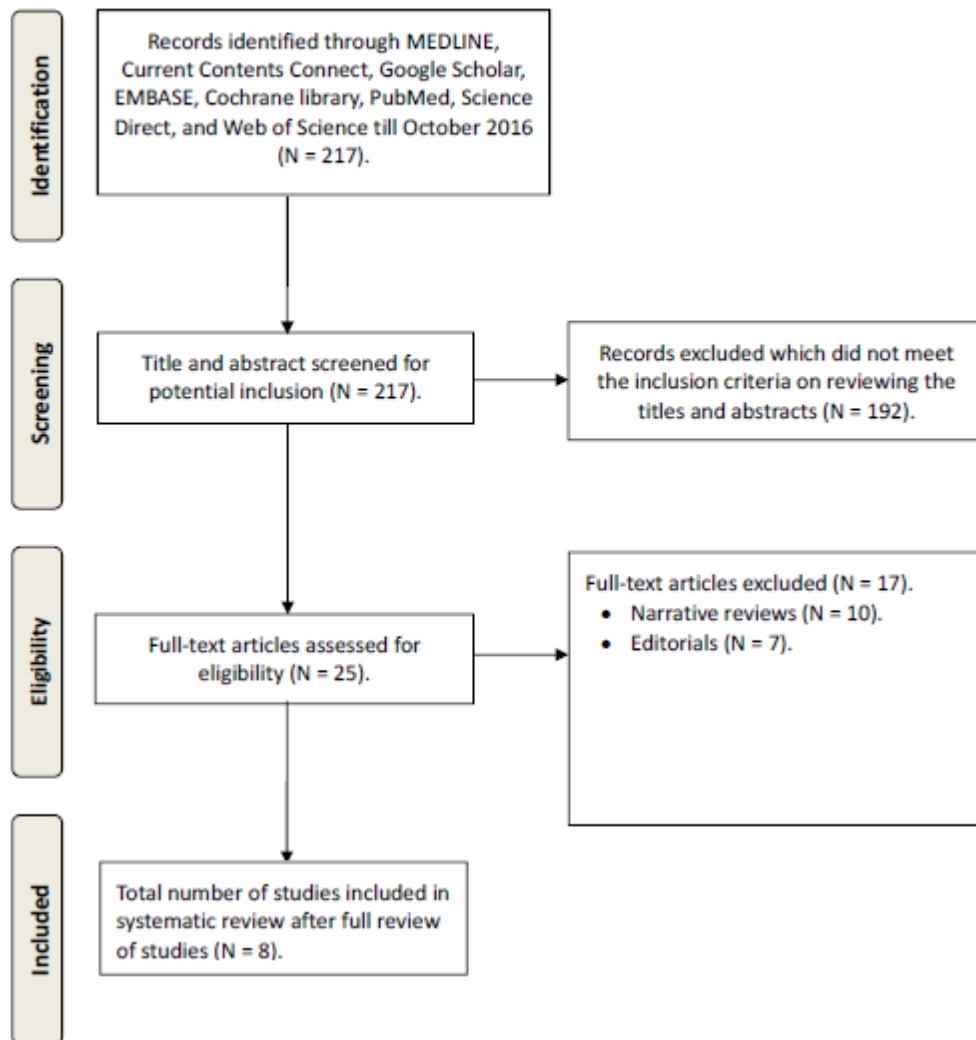 Identification
Records identified through MEDLINE,
Current Contents Connect, Google Scholar,
EMBASE, Cochrane library, PubMed, Science
Direct, and Web of Science till October 2016
(N = 217).
Screening
Title and abstract screened for
potential inclusion (N = 217).
Records excluded which did not meet
the inclusion criteria on reviewing the
titles and abstracts (N = 192).
Eligibility
Full-text articles assessed for
eligibility (N = 25).
Full-text articles excluded (N = 17).
• Narrative reviews (N = 10).
• Editorials (N = 7).
Included
Total number of studies included in
systematic review after full review
of studies (N = 8).